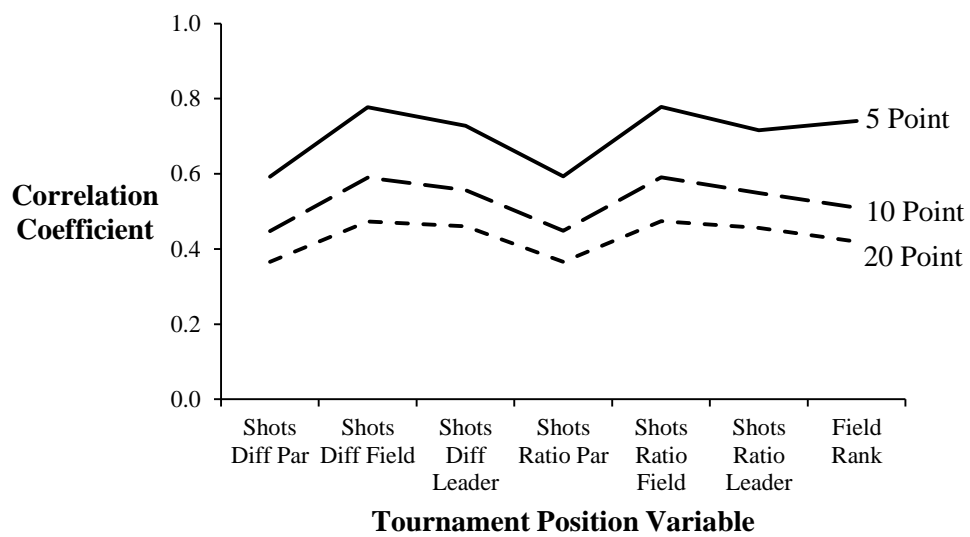 1.0
0.8
0.6
0.4
0.2
0.0
Correlation
Coefficient
5 Point
10 Point
20 Point
Shots
Diff Par
Shots
Diff Field
Shots
Diff
Leader
Shots
Ratio Par
Shots
Ratio
Field
Shots
Ratio
Leader
Field
Rank
Tournament Position Variable